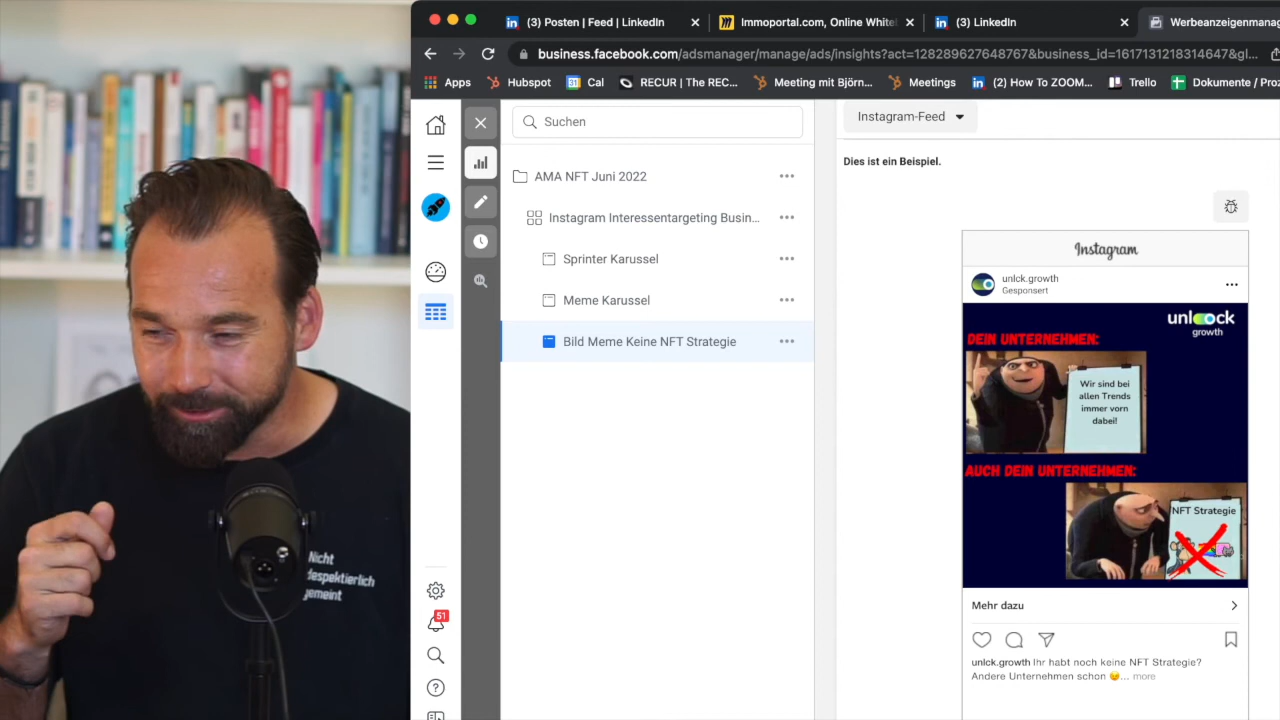 (3) Posten | Feed | LinkedIn
Immoportal.com, Online White
(3) LinkedIn
Werbeanzeigenmanag
business.facebook.com/adsmanager/manage/ads/insights?act=128289627648767&business_id=1617131218314647&gl...
Apps
Hubspot
Cal
RECUR | The REC...
Meeting mit Björn...
Meetings
(2) How To ZOOM...
Trello
Dokumente / Proz
Suchen
AMA NFT Juni 2022
Instagram Interessentargeting Busin...
Sprinter Karussel
Meme Karussel
Bild Meme Keine NFT Strategie
51
Instagram-Feed
Dies ist ein Beispiel.
Instagram
unlck.growth
Gesponsert
unlock
growth
DEIN UNTERNEHMEN:
Wir sind bei
allen Trends
immer vorn
dabei!
AUCH DEIN UNTERNEHMEN:
NFT Strategie
Mehr dazu
unlck.growth Ihr habt noch keine NFT Strategie?
Andere Unternehmen schon 😉... more
Nicht
despektierlich
gemeint